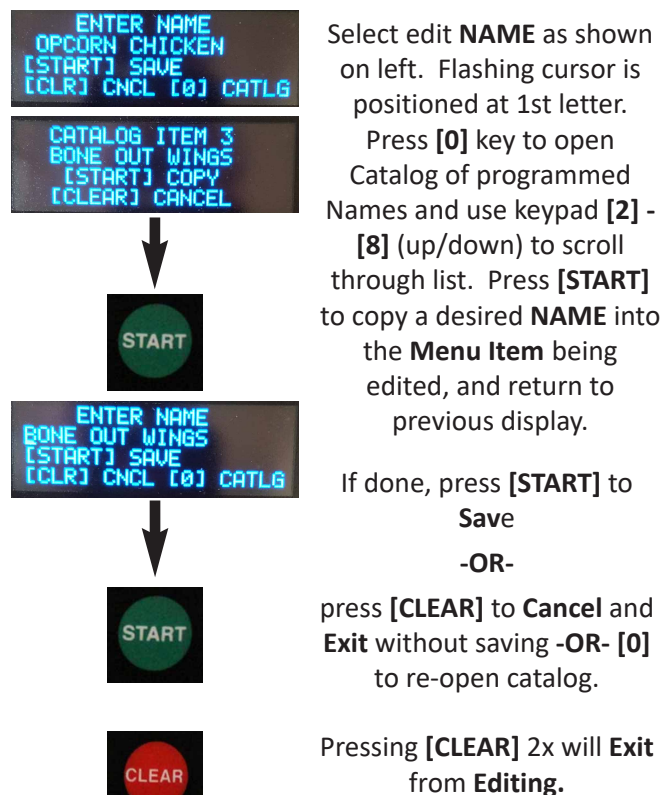 ENTER NAME
OPCORN CHICKEN
[START] SAVE
[CLR] CNCL [0] CATLG
CATALOG ITEM 3
BONE OUT WINGS
[START] COPY
[CLEAR] CANCEL
START
ENTER NAME
BONE OUT WINGS
[START] SAVE
[CLR] CNCL [0] CATLG
START
CLEAR
Select edit NAME as shown
on left. Flashing cursor is
positioned at 1st letter.
Press [0] key to open
Catalog of programmed
Names and use keypad [2] -
[8] (up/down) to scroll
through list. Press [START]
to copy a desired NAME into
the Menu Item being
edited, and return to
previous display.
If done, press [START] to
Save
-OR-
press [CLEAR] to Cancel and
Exit without saving -OR- [0]
to re-open catalog.
Pressing [CLEAR] 2x will Exit
from Editing.